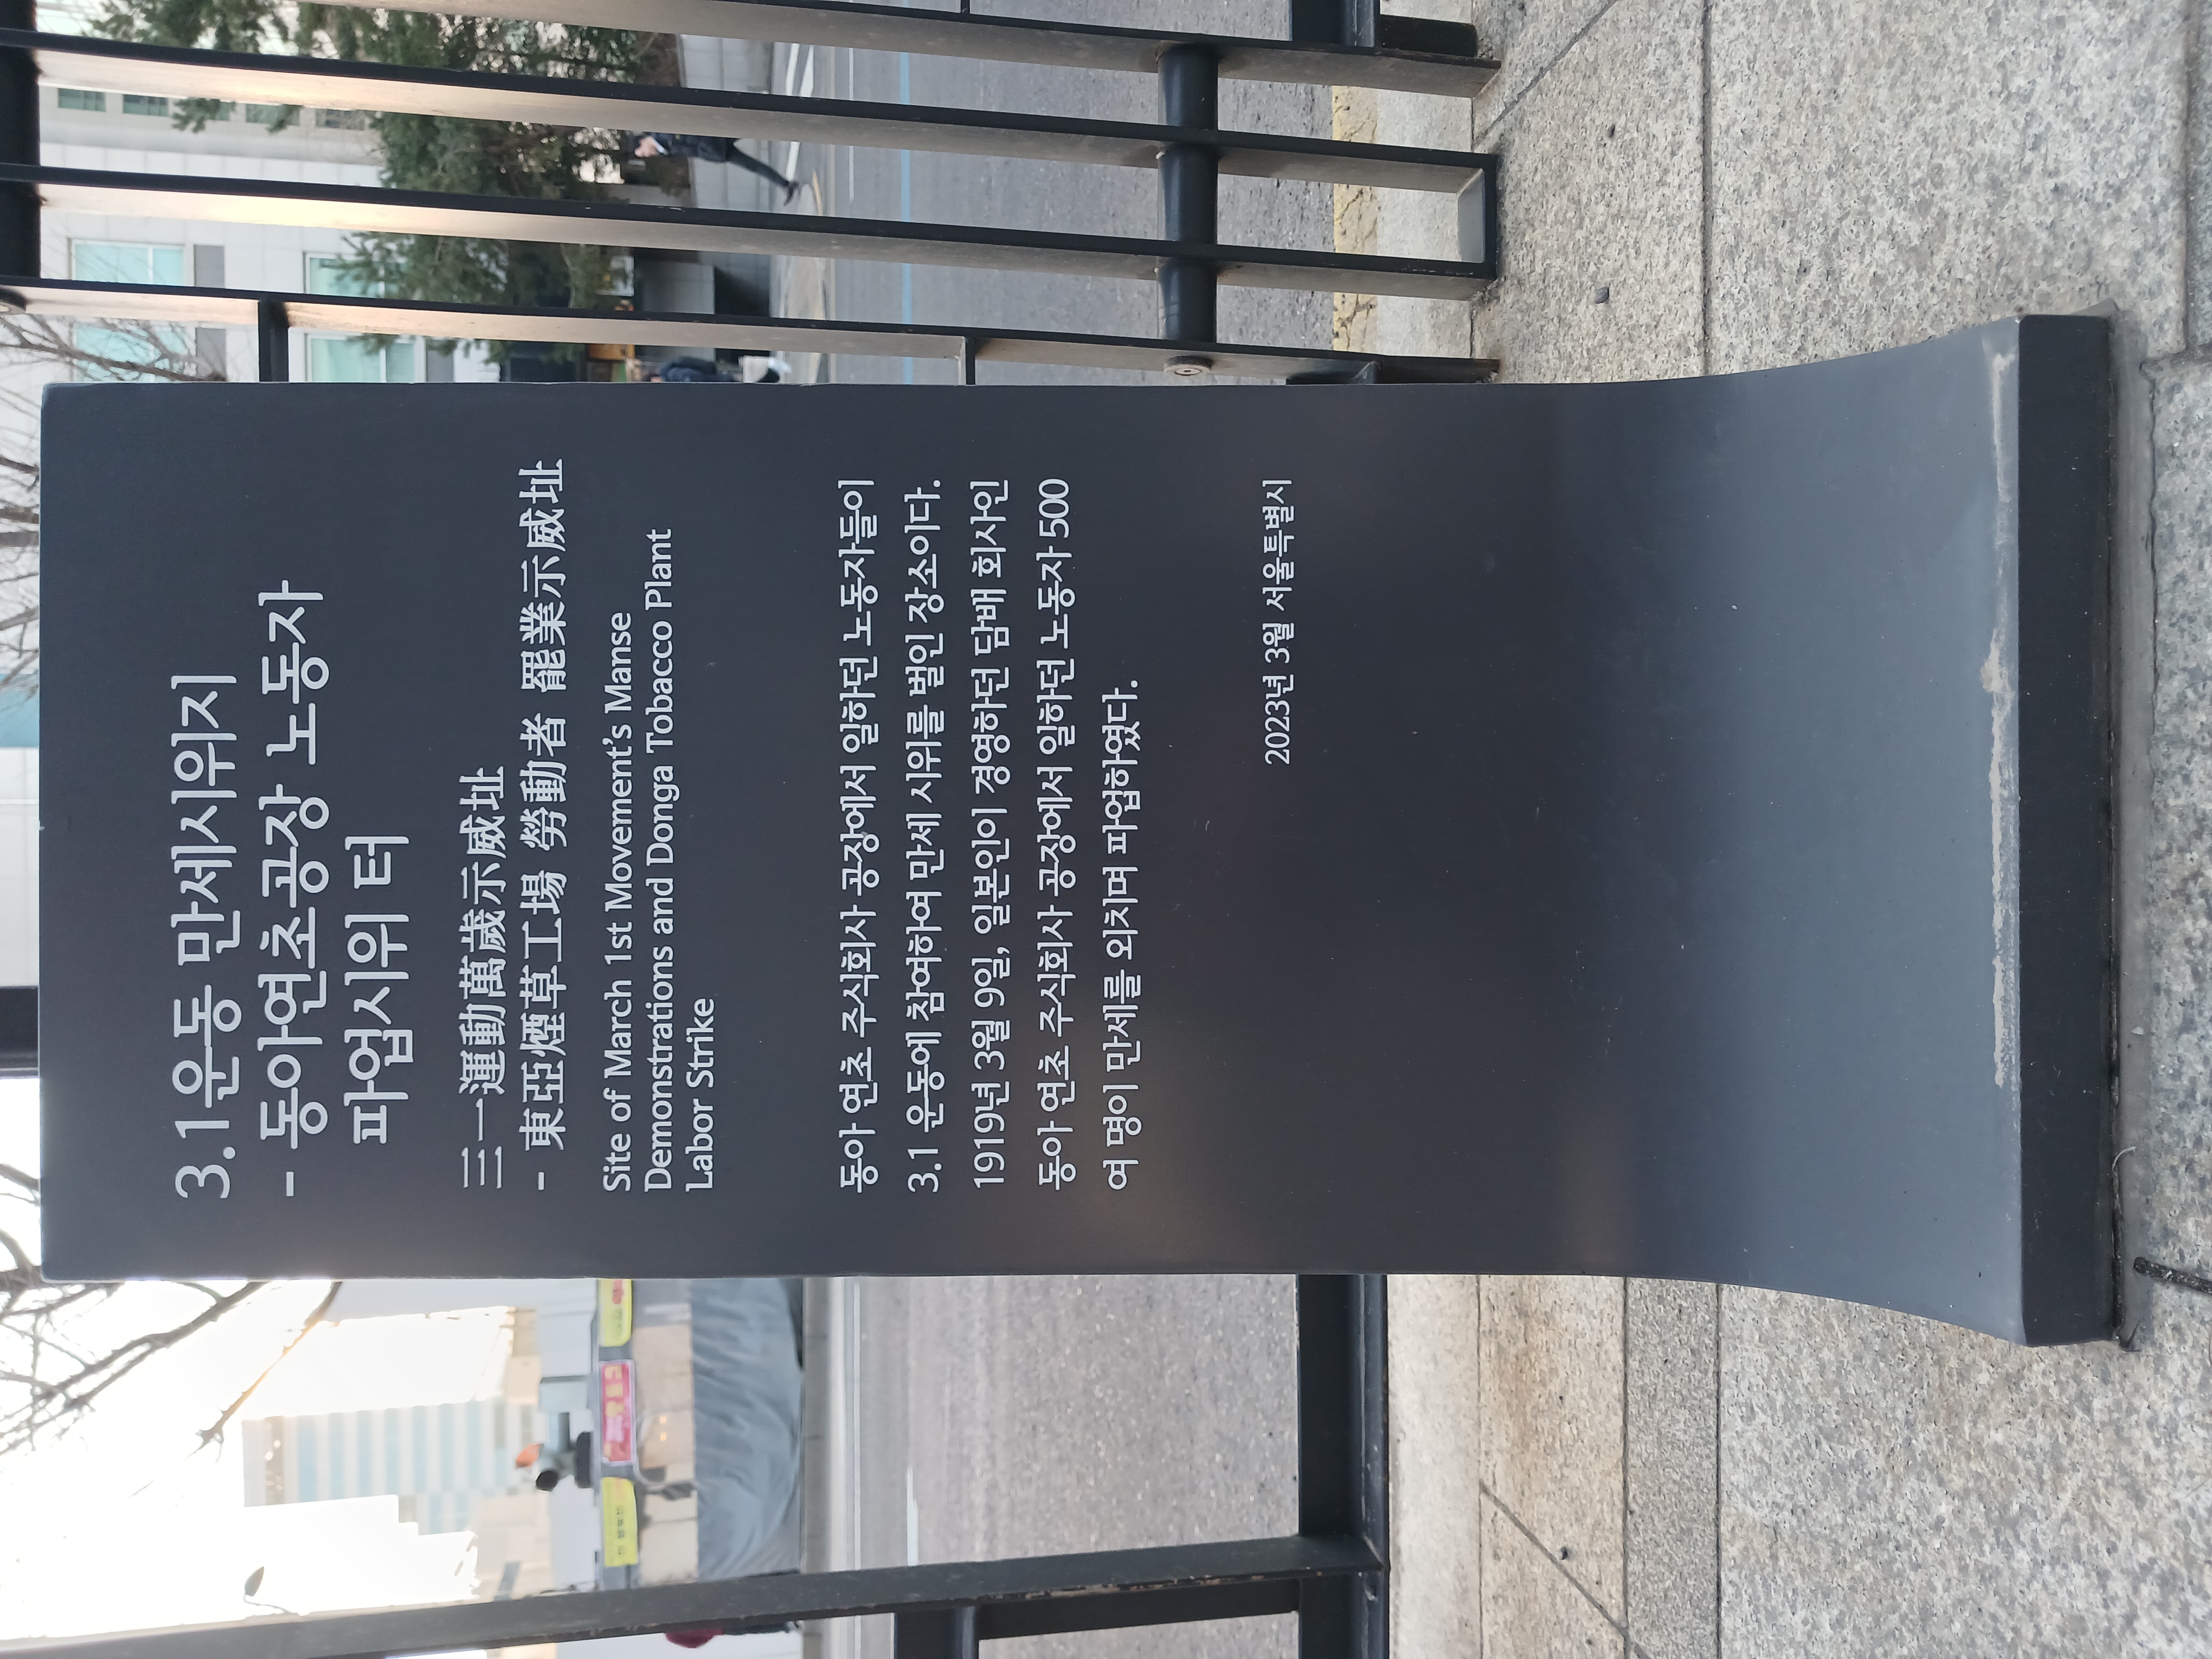 3.1운동 만세시위지
- 동아연초공장 노동자
파업시위 터
三一運動萬歲示威址
- 東亞煙草工場 勞動者 罷業示威址
Site of March 1st Movement's Manse
Demonstrations and Donga Tobacco Plant
Labor Strike
동아 연초 주식회사 공장에서 일하던 노동자들이
3.1 운동에 참여하여 만세 시위를 벌인 장소이다.
1919년 3월 9일, 일본인이 경영하던 담배 회사인
동아 연초 주식회사 공장에서 일하던 노동자 500
여 명이 만세를 외치며 파업하였다.
2023년 3월 서울특별시